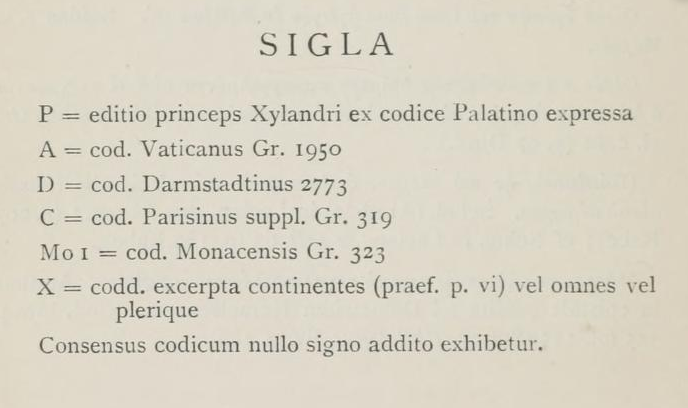 SIGLA
P = editio princeps Xylandri ex codice Palatino expressa
A = cod. Vaticanus Gr. 1950
D = cod. Darmstadtinus 2773
C = cod. Parisinus suppl. Gr. 319
Mo 1 = cod. Monacensis Gr. 323
X = codd. excerpta continentes (praef. p. vi) vel omnes vel
plerique
Consensus codicum nullo signo addito exhibetur.